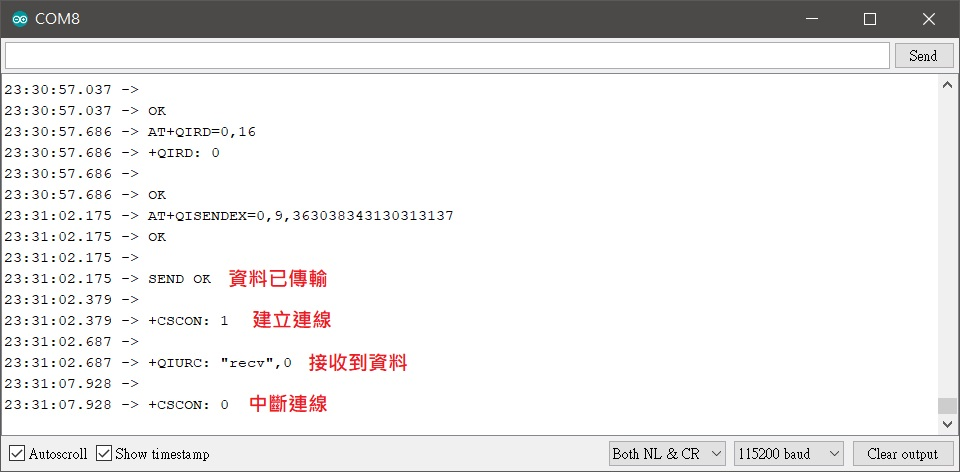 COM8
Send
23:30:57.037 ->
23:30:57.037 -> OK
23:30:57.686 -> AT+QIRD=0,16
23:30:57.686 -> +QIRD: 0
23:30:57.686 ->
23:30:57.686 -> OK
23:31:02.175 -> AT+QISENDEX=0,9,363038343130313137
23:31:02.175 -> OK
23:31:02.175 ->
23:31:02.175 -> SEND OK 資料已傳輸
23:31:02.379 ->
23:31:02.379 -> +CSCON: 1 建立連線
23:31:02.687 ->
23:31:02.687 -> +QIURC: "recv",0 接收到資料
23:31:07.928 ->
23:31:07.928 -> +CSCON: 0 中斷連線
Autoscroll Show timestamp Both NL & CR 115200 baud Clear output